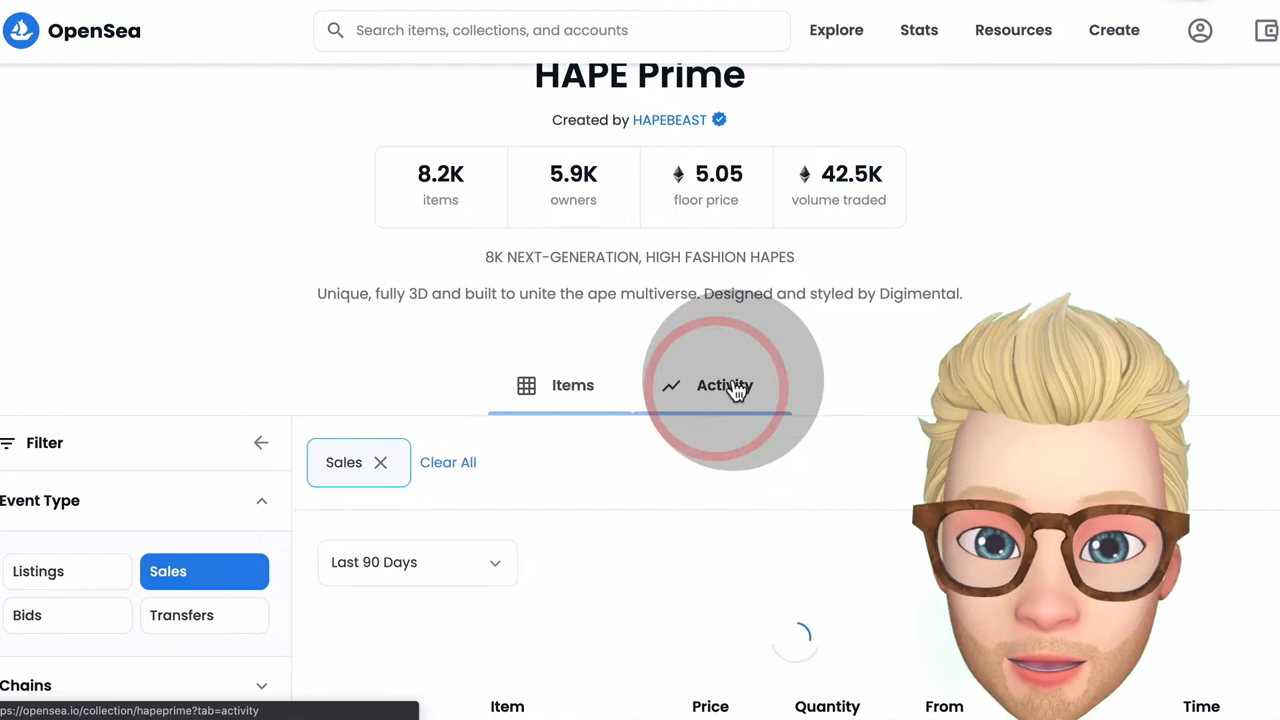 OpenSea
Search items, collections, and accounts
Explore
Stats
Resources
Create
HAPE Prime
Created by HAPEBEAST
8.2K
items
5.9K
owners
5.05
floor price
42.5K
volume traded
8K NEXT-GENERATION, HIGH FASHION HAPES
Unique, fully 3D and built to unite the ape multiverse. Designed and styled by Digimental.
Items
Activity
Filter
Sales
Clear All
Event Type
Listings
Sales
Last 90 Days
Bids
Transfers
Chains
Item
Price
Quantity
From
Time
ps://opensea.io/collection/hapeprime?tab=activity